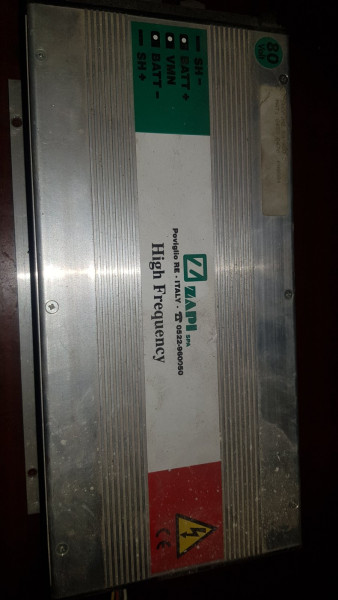 SH -
BATT +
VMN
BATT -
SH +
80
ZAPI SPA
Poviglio RE - ITALY - ☎ 0522-960050
High Frequency
CE